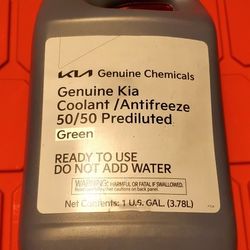 KIA Genuine Chemicals
Genuine Kia
Coolant /Antifreeze
50/50 Prediluted
Green
READY TO USE
DO NOT ADD WATER
WARNING: HARMFUL OR FATAL IF SWALLOWED.
Net Contents: 1 U.S. GAL. (3.78L)